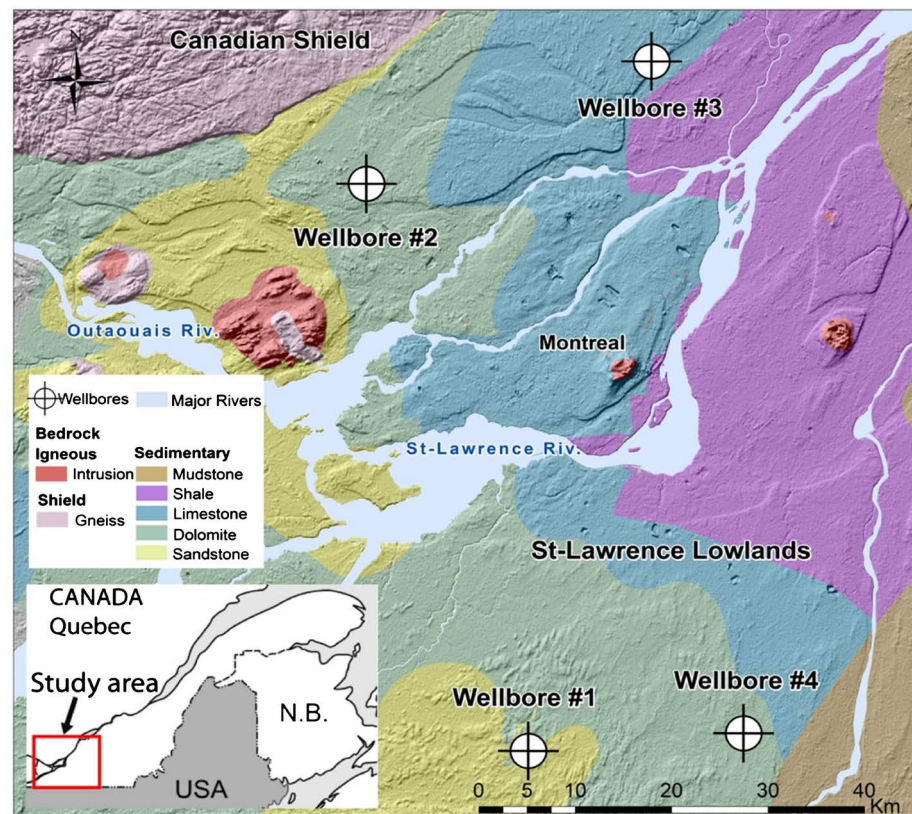 Canadian Shield
N
Wellbore #3
Wellbore #2
Outaouais Riv.
Montreal
St-Lawrence Riv.
Wellbores
Major Rivers
Bedrock
Igneous
Intrusion
Shield
Gneiss
Sedimentary
Mudstone
Shale
Limestone
Dolomite
Sandstone
St-Lawrence Lowlands
CANADA
Quebec
Study area
N.B.
USA
Wellbore #1
Wellbore #4
0 5 10 20 30 40
Km